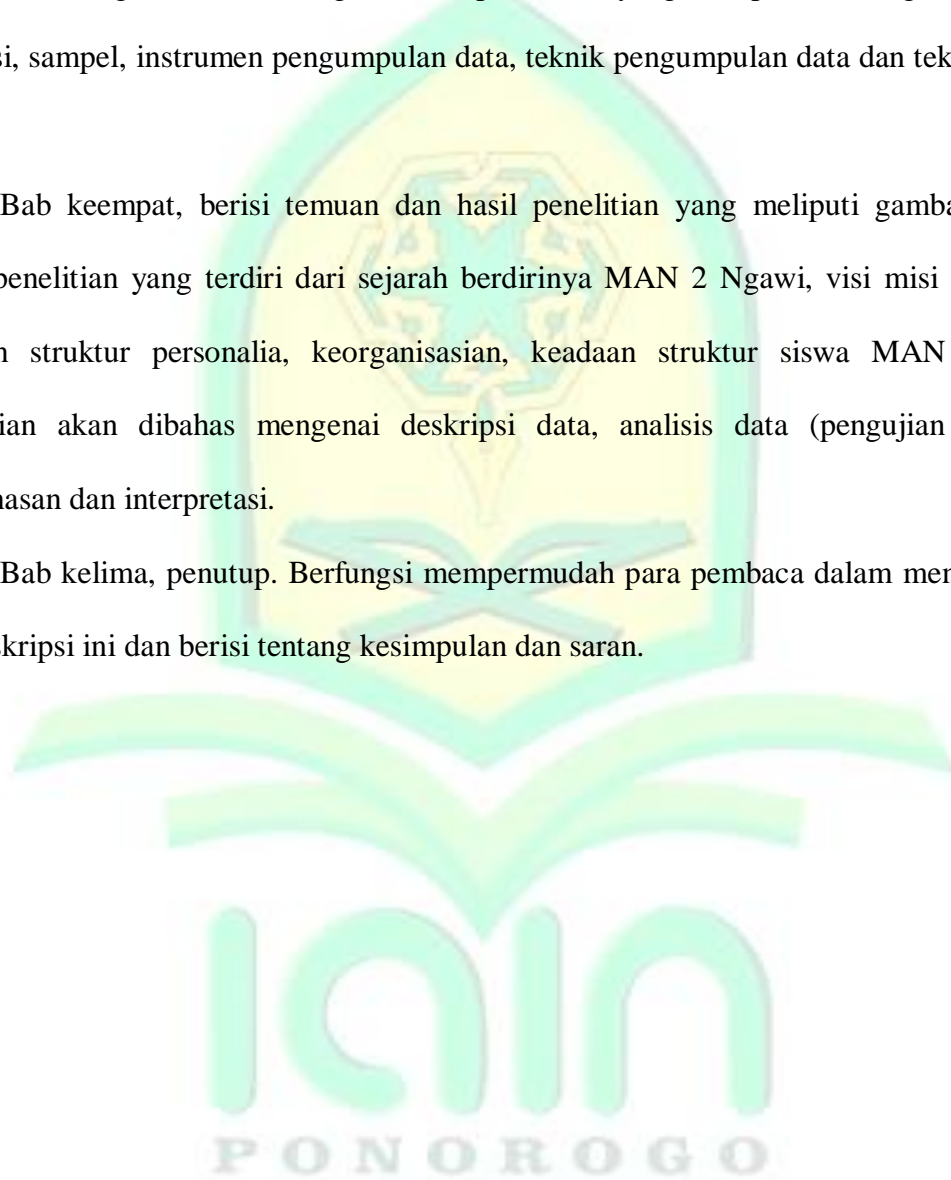 si, sampel, instrumen pengumpulan data, teknik pengumpulan data dan tek
Bab keempat, berisi temuan dan hasil penelitian yang meliputi gamba
penelitian yang terdiri dari sejarah berdirinya MAN 2 Ngawi, visi misi
n struktur personalia, keorganisasian, keadaan struktur siswa MAN
ian akan dibahas mengenai deskripsi data, analisis data (pengujian
hasan dan interpretasi.
Bab kelima, penutup. Berfungsi mempermudah para pembaca dalam men
skripsi ini dan berisi tentang kesimpulan dan saran.
iain
PONOROGO